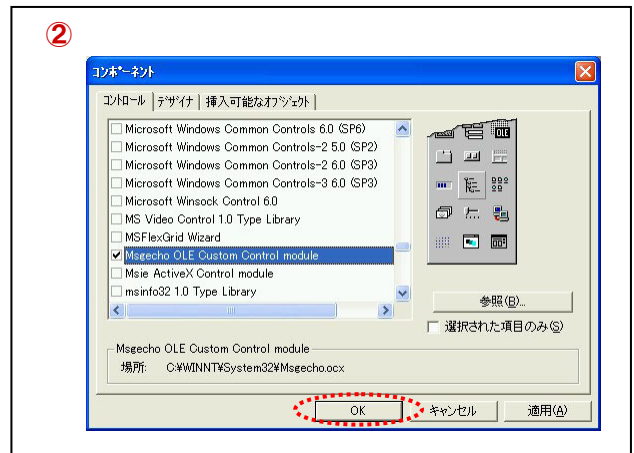 ②
コンポーネント
コントロール デザイナ 挿入可能なオブジェクト
Microsoft Windows Common Controls 6.0 (SP6)
Microsoft Windows Common Controls-2 5.0 (SP2)
Microsoft Windows Common Controls-2 6.0 (SP3)
Microsoft Windows Common Controls-3 6.0 (SP3)
Microsoft Winsock Control 6.0
MS Video Control 1.0 Type Library
MSFlexGrid Wizard
Msgecho OLE Custom Control module
Msie ActiveX Control module
msinfo32 1.0 Type Library
OLE
参照(B)...
選択された項目のみ(S)
Msgecho OLE Custom Control module
場所: C:¥WINNT¥System32¥Msgecho.ocx
OK キャンセル 適用(A)